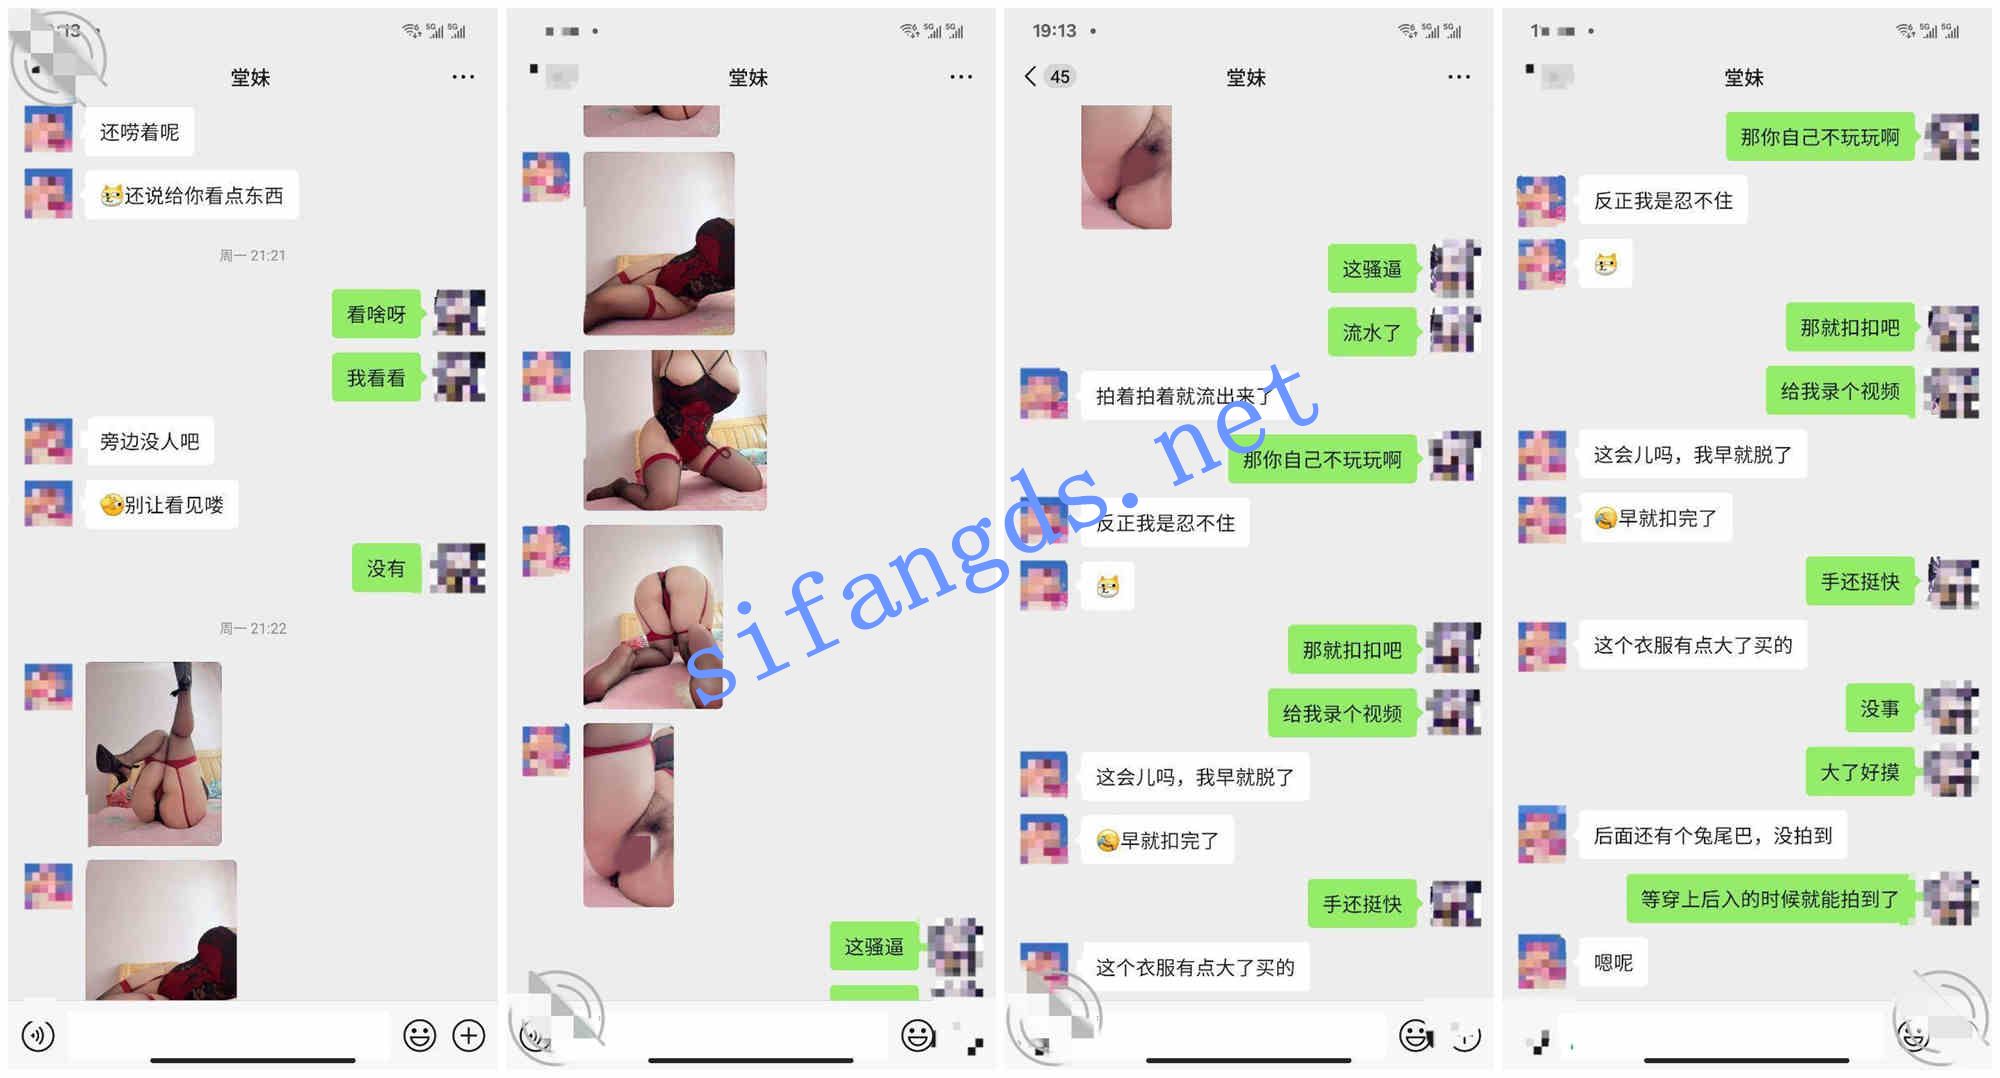 19:13
堂妹
还唠着呢
还说给你看点东西
周一 21:21
看啥呀
我看看
旁边没人吧
别让看见喽
没有
周一 21:22
堂妹
这骚逼
19:13
45
堂妹
这骚逼
流水了
拍着拍着就流出来了
那你自己不玩玩啊
反正我是忍不住
那就扣扣吧
给我录个视频
这会儿吗，我早就脱了
早就扣完了
手还挺快
这个衣服有点大了买的
堂妹
那你自己不玩玩啊
反正我是忍不住
那就扣扣吧
给我录个视频
这会儿吗，我早就脱了
早就扣完了
手还挺快
这个衣服有点大了买的
没事
大了好摸
后面还有个兔尾巴，没拍到
等穿上后入的时候就能拍到了
嗯呢
sifangds.net